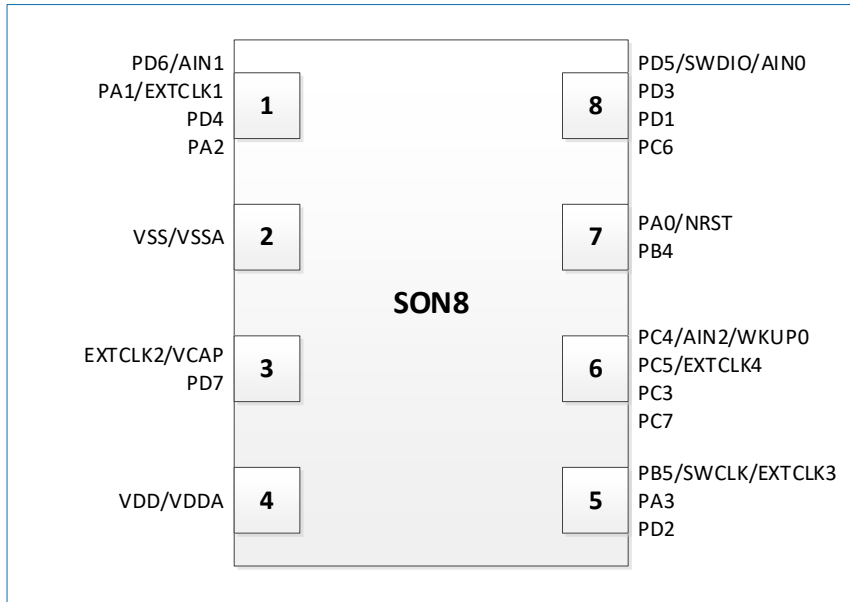 PD6/AIN1
PA1/EXTCLK1
PD4
PA2
1
VSS/VSSA
2
EXTCLK2/VCAP
PD7
3
VDD/VDDA
4
SON8
PD5/SWDIO/AIN0
PD3
PD1
PC6
8
PA0/NRST
PB4
7
PC4/AIN2/WKUP0
PC5/EXTCLK4
PC3
PC7
6
PB5/SWCLK/EXTCLK3
PA3
PD2
5